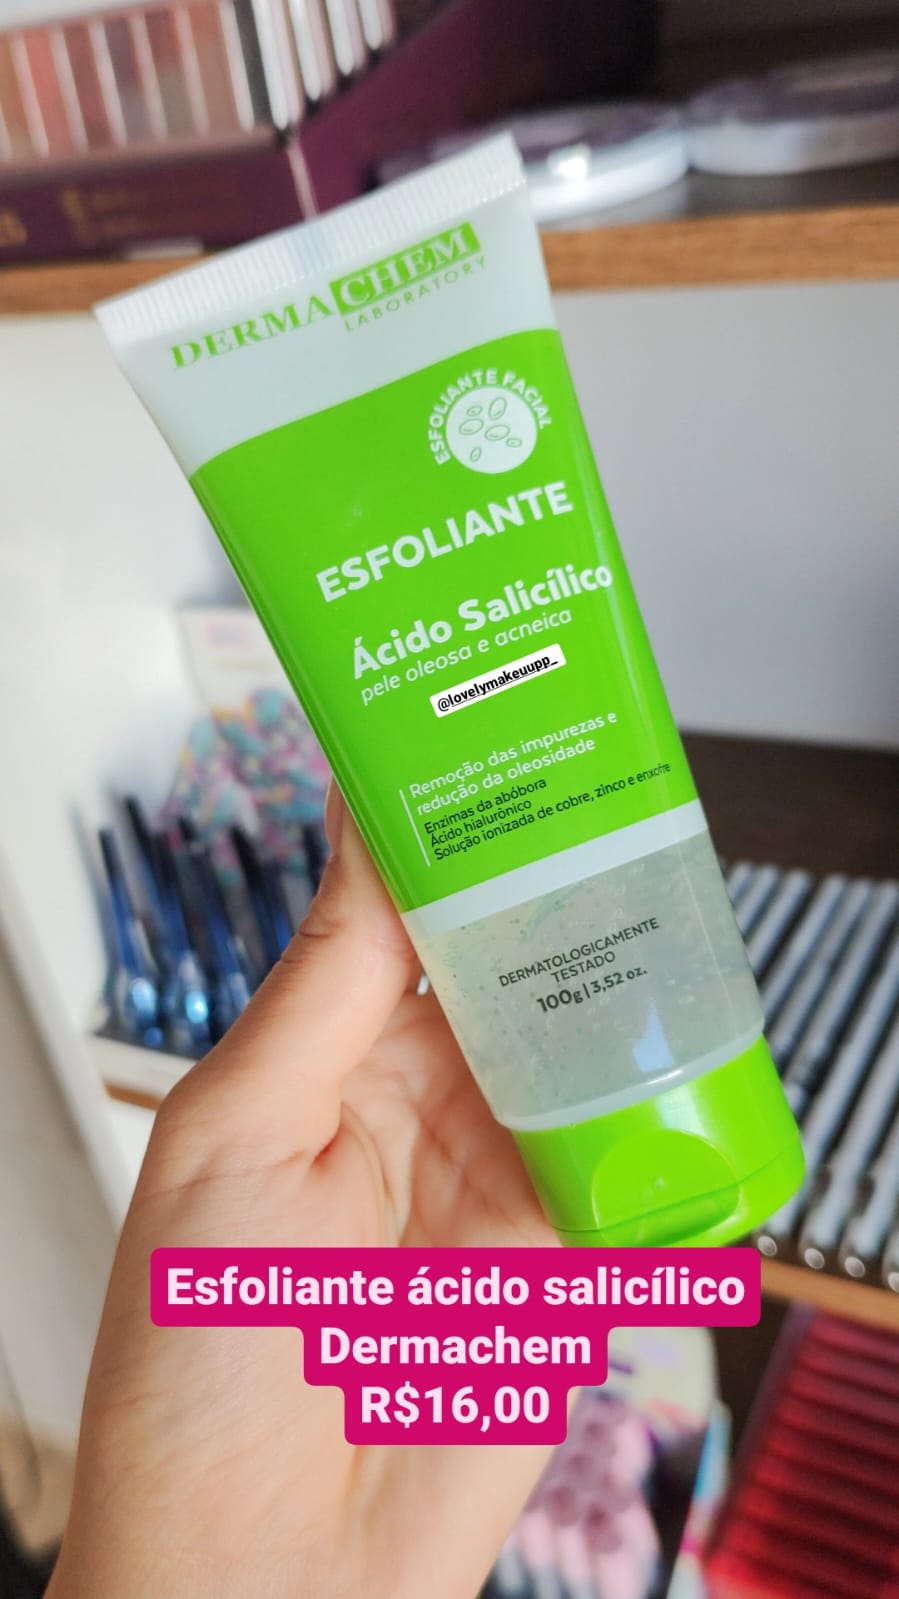 DERMACHEM
LABORATORY
ESFOLIANTE FACIAL
ESFOLIANTE
Ácido Salicílico
pele oleosa e acneica
@lovelymakeuupp_
Remoção das impurezas e
redução da oleosidade
Enzimas da abóbora
Ácido hialurônico
Solução ionizada de cobre, zinco e enxofre
DERMATOLOGICAMENTE
TESTADO
100g | 3,52 oz.
Esfoliante ácido salicílico
Dermachem
R$16,00